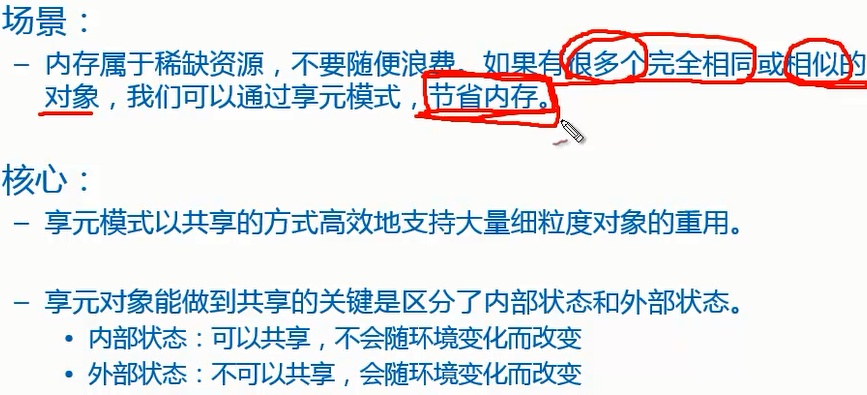 场景：
– 内存属于稀缺资源，不要随便浪费。如果有很多个完全相同或相似的
对象，我们可以通过享元模式，节省内存。
核心：
– 享元模式以共享的方式高效地支持大量细粒度对象的重用。
– 享元对象能做到共享的关键是区分了内部状态和外部状态。
• 内部状态：可以共享，不会随环境变化而改变
• 外部状态：不可以共享，会随环境变化而改变